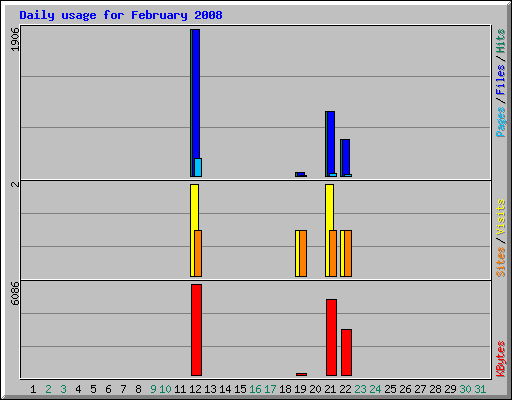 Daily usage for February 2008
1906
2
6086
Pages / Files / Hits
Sites / Visits
KBytes
1 2 3 4 5 6 7 8 9 10 11 12 13 14 15 16 17 18 19 20 21 22 23 24 25 26 27 28 29 30 31